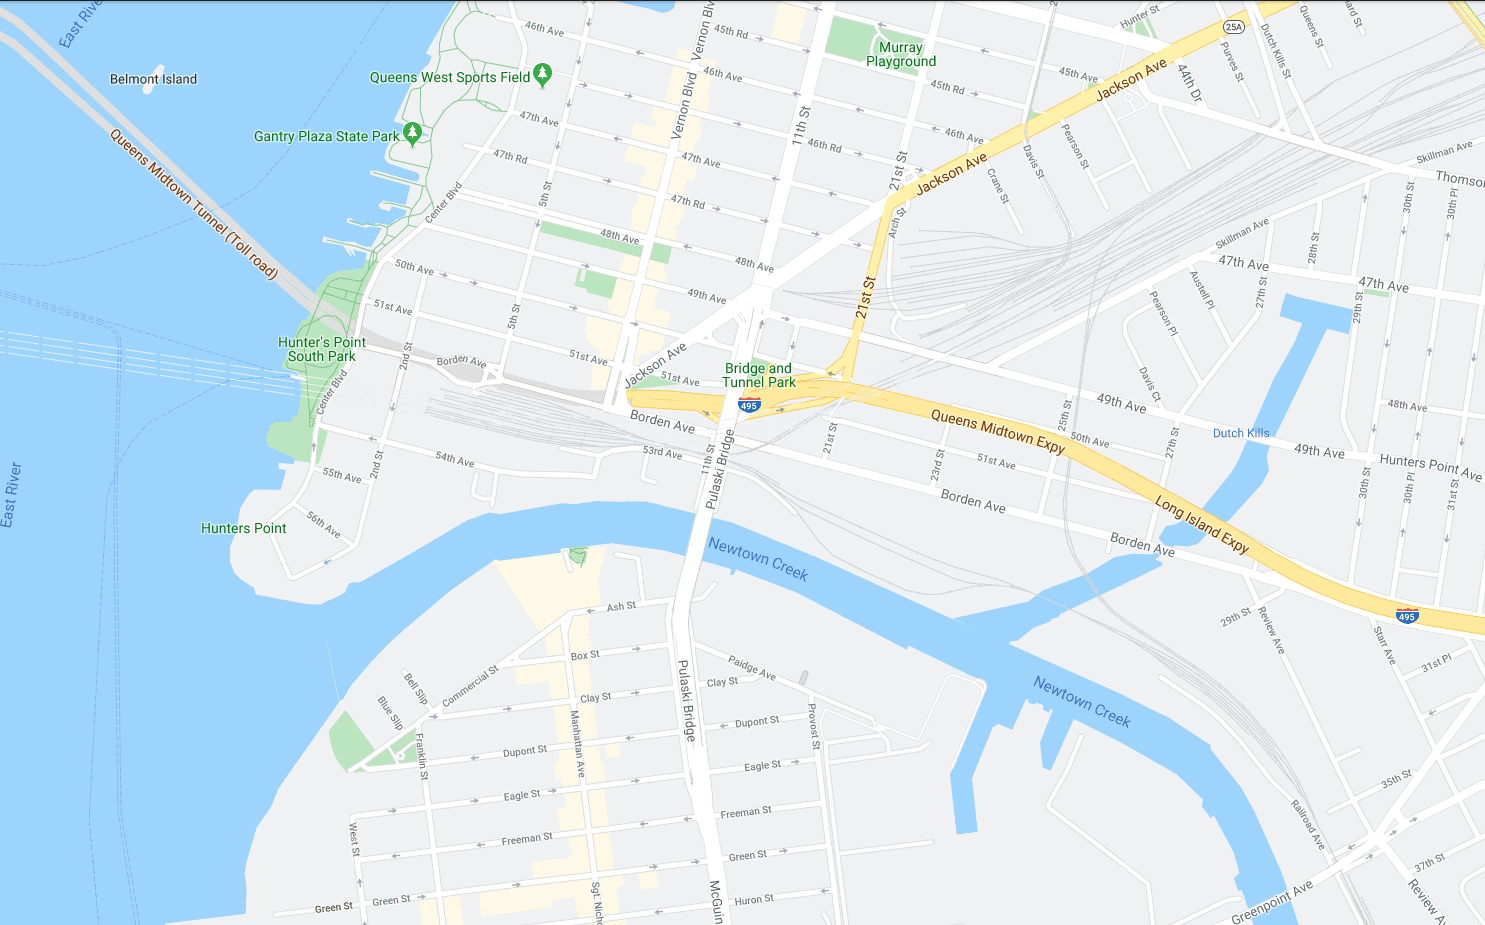 East River
46th Ave
45th Rd
Vernon Blvd
Vernon Blvd
Murray
Playground
Hunter St
25A
Dutch Kills St
Queens St
Purves St
44th Dr
45th Ave
Jackson Ave
Belmont Island
Queens West Sports Field
46th Ave
45th Rd
Gantry Plaza State Park
47th Ave
11th St
46th Rd
46th Ave
Pearson St
Davis St
Skillman Ave
Thomson
Queens Midtown Tunnel (Toll road)
47th Rd
47th Ave
21st St
Jackson Ave
Crane St
30th St
30th Pl
Center Blvd
5th St
47th Rd
Arch St
48th Ave
48th Ave
Skillman Ave
28th St
47th Ave
47th Ave
50th Ave
49th Ave
21st St
Austell Pl
Pearson Pl
27th St
29th St
51st Ave
5th St
Hunter's Point
South Park
2nd St
Borden Ave
51st Ave
Jackson Ave
51st Ave
Bridge and
Tunnel Park
495
Davis Ct
49th Ave
48th Ave
Center Blvd
Borden Ave
Queens Midtown Expy
25th St
50th Ave
27th St
Dutch Kills
49th Ave
Hunters Point Ave
54th Ave
53rd Ave
11th St
Pulaski Bridge
21st St
23rd St
51st Ave
2nd St
55th Ave
30th St
30th Pl
31st St
East River
Hunters Point
56th Ave
Borden Ave
Long Island Expy
Borden Ave
Newtown Creek
Ash St
29th St
Review Ave
495
Starr Ave
31st Pl
Box St
Paidge Ave
Commercial St
Bell Slip
Blue Slip
Clay St
Clay St
Pulaski Bridge
Newtown Creek
Franklin St
Manhattan Ave
Dupont St
Dupont St
Provost St
Eagle St
Eagle St
35th St
Railroad Ave
West St
Freeman St
Freeman St
Green St
37th St
Green St
Green St
Sgt. Nicho
McGuin
Huron St
Greenpoint Ave
Review Av